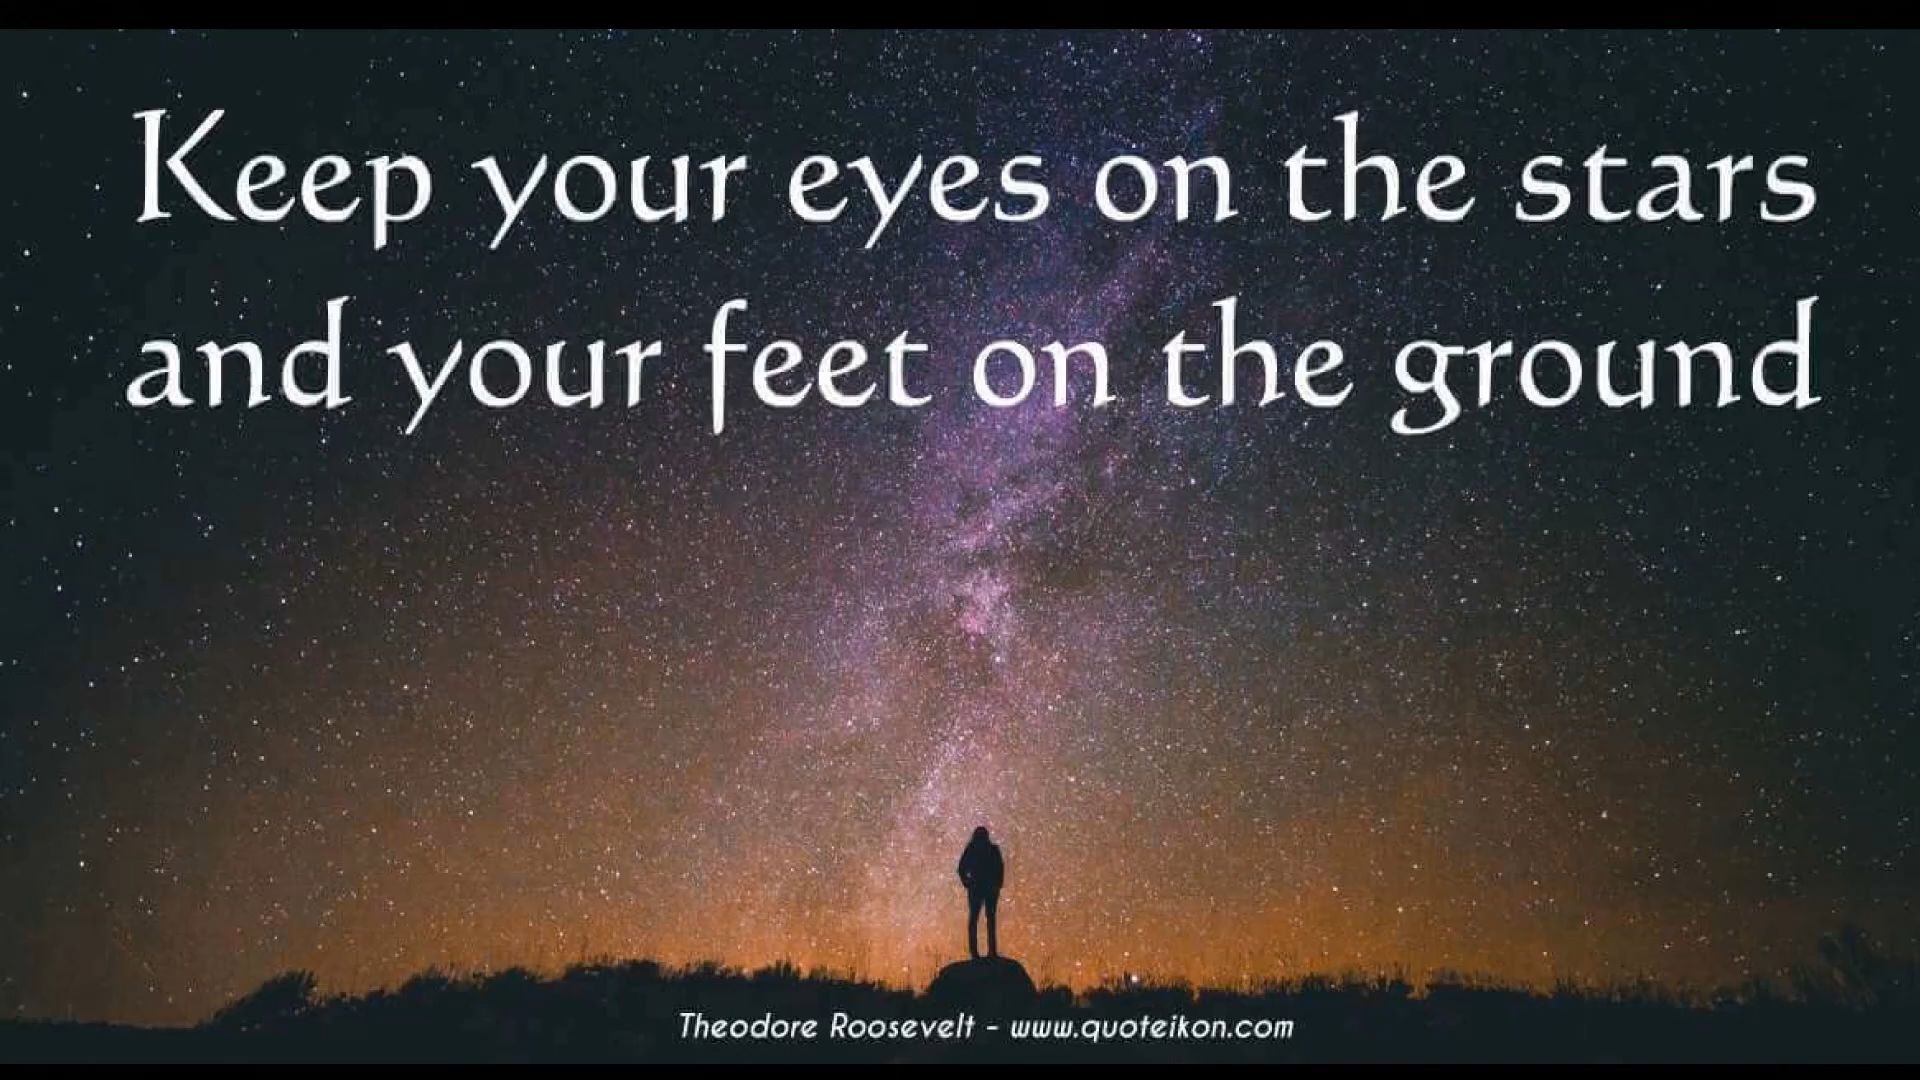 Keep your eyes on the stars
and your feet on the ground
Theodore Roosevelt - www.quoteikon.com